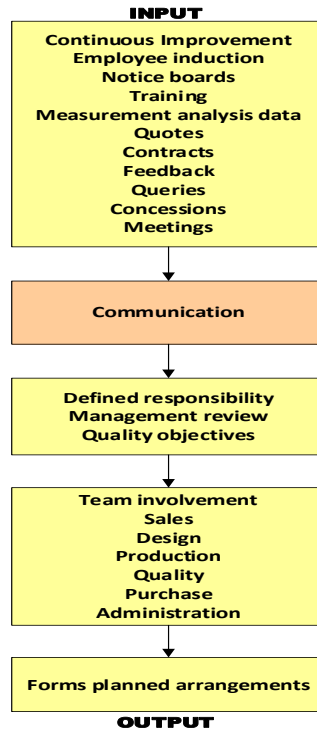 INPUT
Continuous Improvement
Employee induction
Notice boards
Training
Measurement analysis data
Quotes
Contracts
Feedback
Queries
Concessions
Meetings
Communication
Defined responsibility
Management review
Quality objectives
Team involvement
Sales
Design
Production
Quality
Purchase
Administration
Forms planned arrangements
OUTPUT